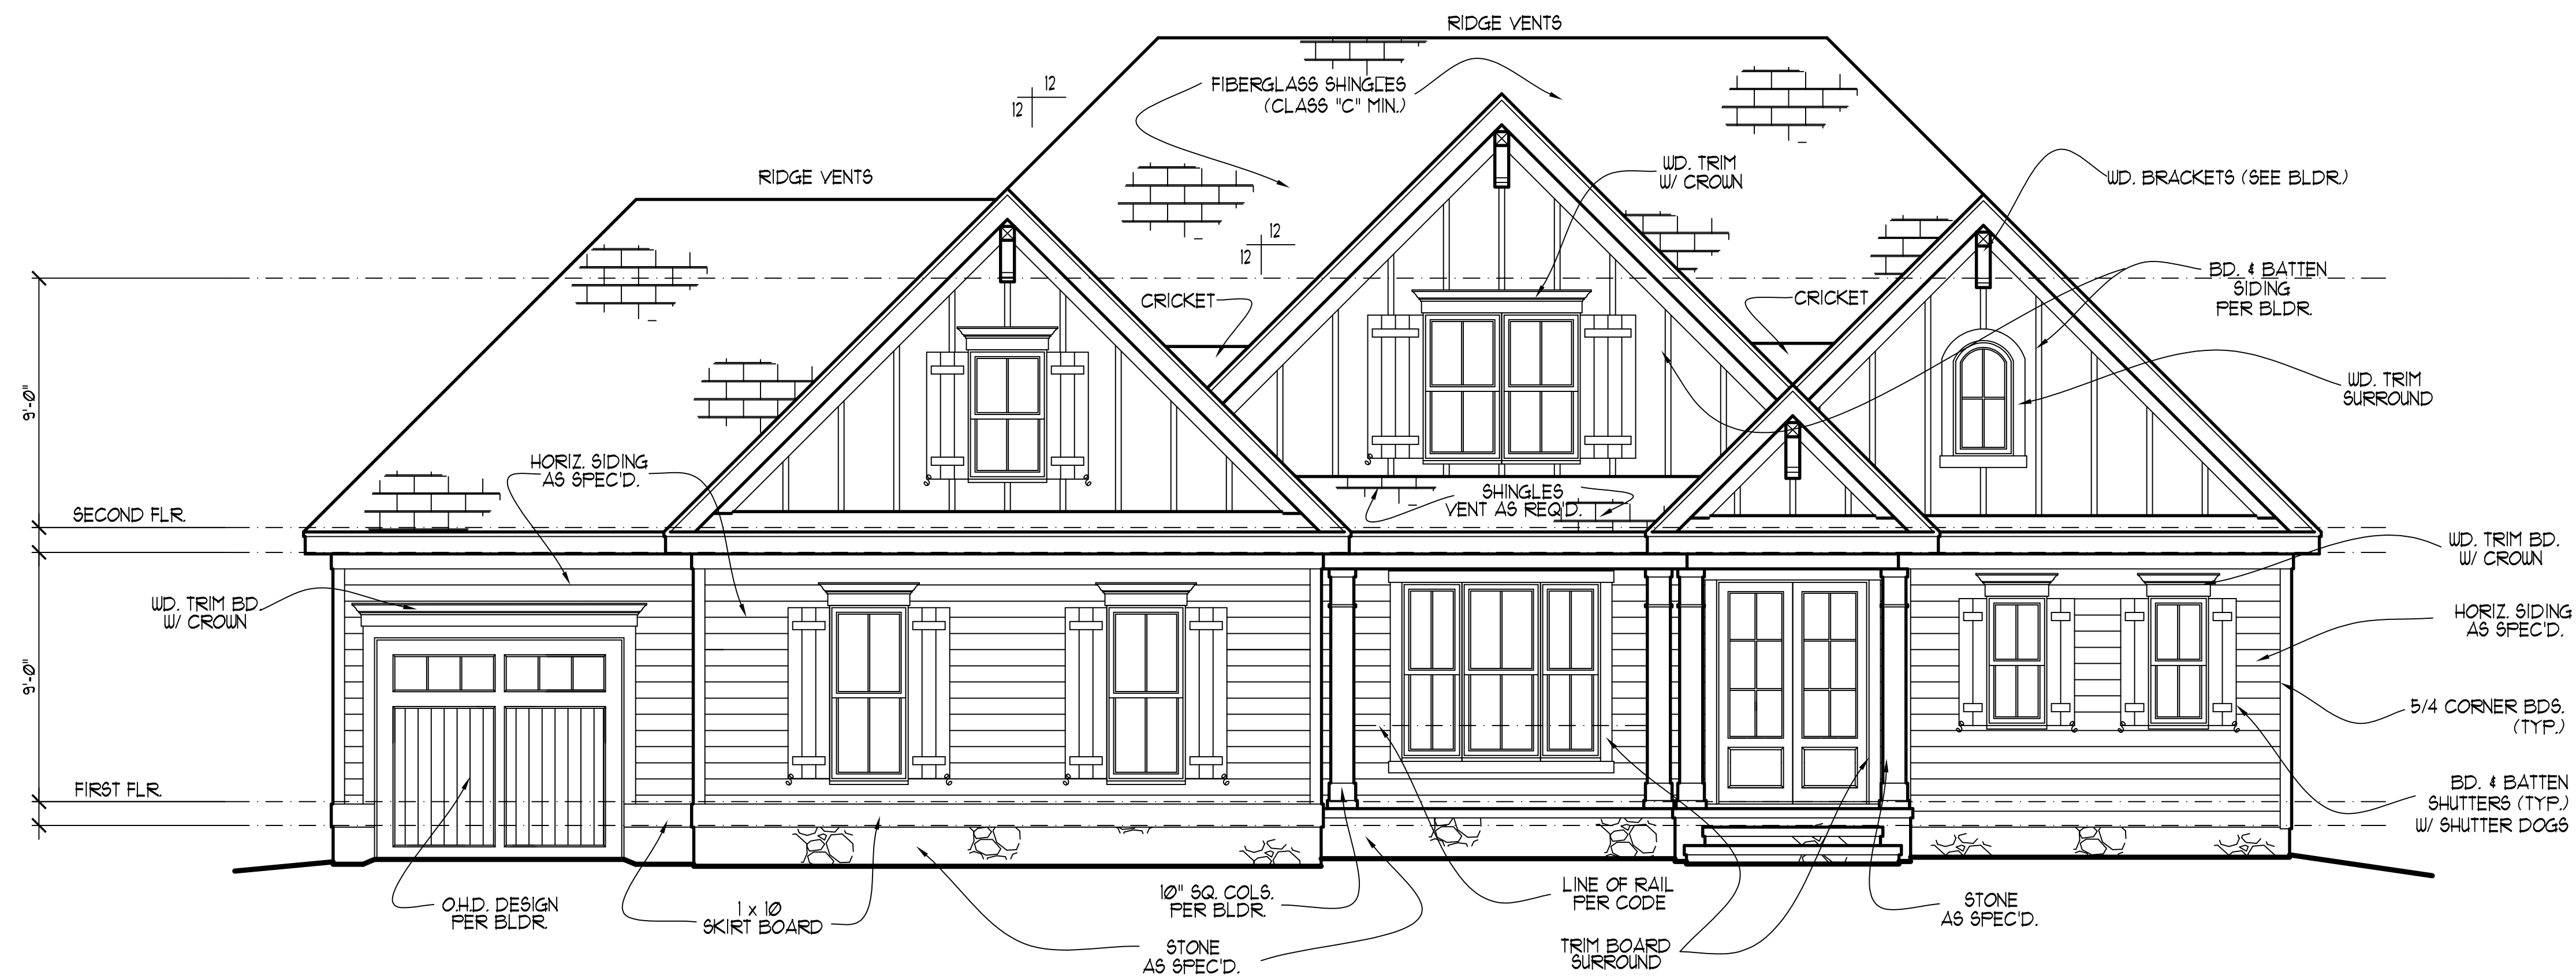 RIDGE VENTS
12
12
FIBERGLASS SHINGLES
(CLASS "C" MIN.)
RIDGE VENTS
WD. TRIM
W/ CROWN
WD. BRACKETS (SEE BLDR.)
12
12
CRICKET
CRICKET
BD. & BATTEN
SIDING
PER BLDR.
WD. TRIM
SURROUND
9'-0"
HORIZ. SIDING
AS SPEC'D.
SHINGLES
VENT AS REQ'D.
SECOND FLR.
WD. TRIM BD.
W/ CROWN
WD. TRIM BD.
W/ CROWN
HORIZ. SIDING
AS SPEC'D.
9'-0"
5/4 CORNER BDS.
(TYP.)
FIRST FLR.
BD. & BATTEN
SHUTTERS (TYP.)
W/ SHUTTER DOGS
O.H.D. DESIGN
PER BLDR.
1 x 10
SKIRT BOARD
10" SQ. COLS.
PER BLDR.
LINE OF RAIL
PER CODE
STONE
AS SPEC'D.
STONE
AS SPEC'D.
TRIM BOARD
SURROUND